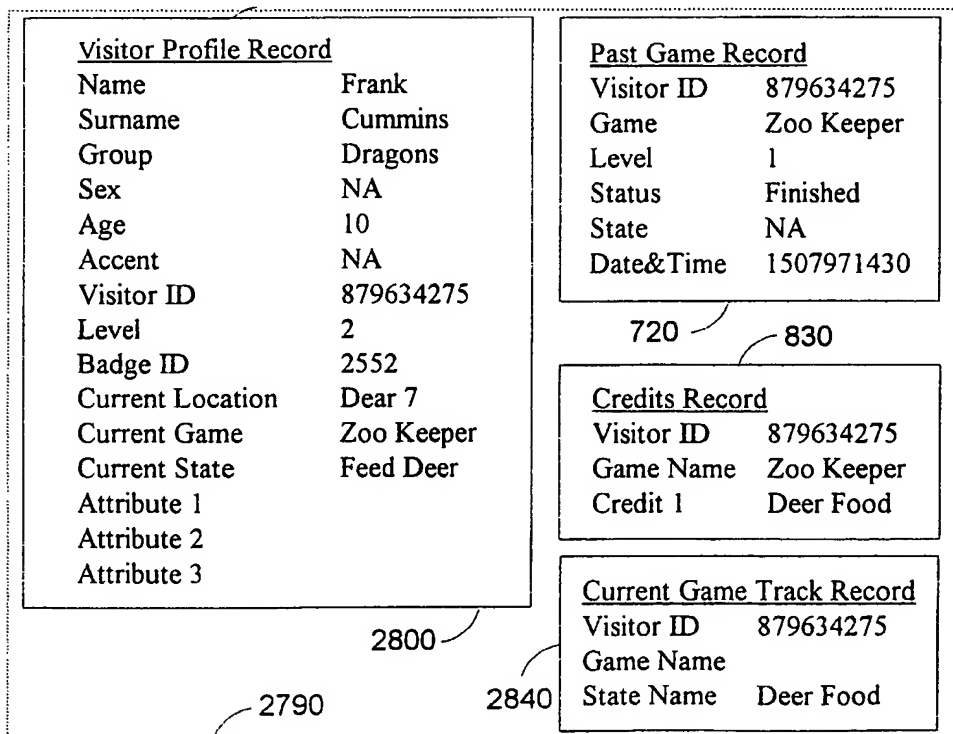 Visitor Profile Record
Name Frank
Surname Cummins
Group Dragons
Sex NA
Age 10
Accent NA
Visitor ID 879634275
Level 2
Badge ID 2552
Current Location Dear 7
Current Game Zoo Keeper
Current State Feed Deer
Attribute 1
Attribute 2
Attribute 3
2800
Past Game Record
Visitor ID 879634275
Game Zoo Keeper
Level 1
Status Finished
State NA
Date&Time 1507971430
720
830
Credits Record
Visitor ID 879634275
Game Name Zoo Keeper
Credit 1 Deer Food
Current Game Track Record
Visitor ID 879634275
Game Name
State Name Deer Food
2840
2790